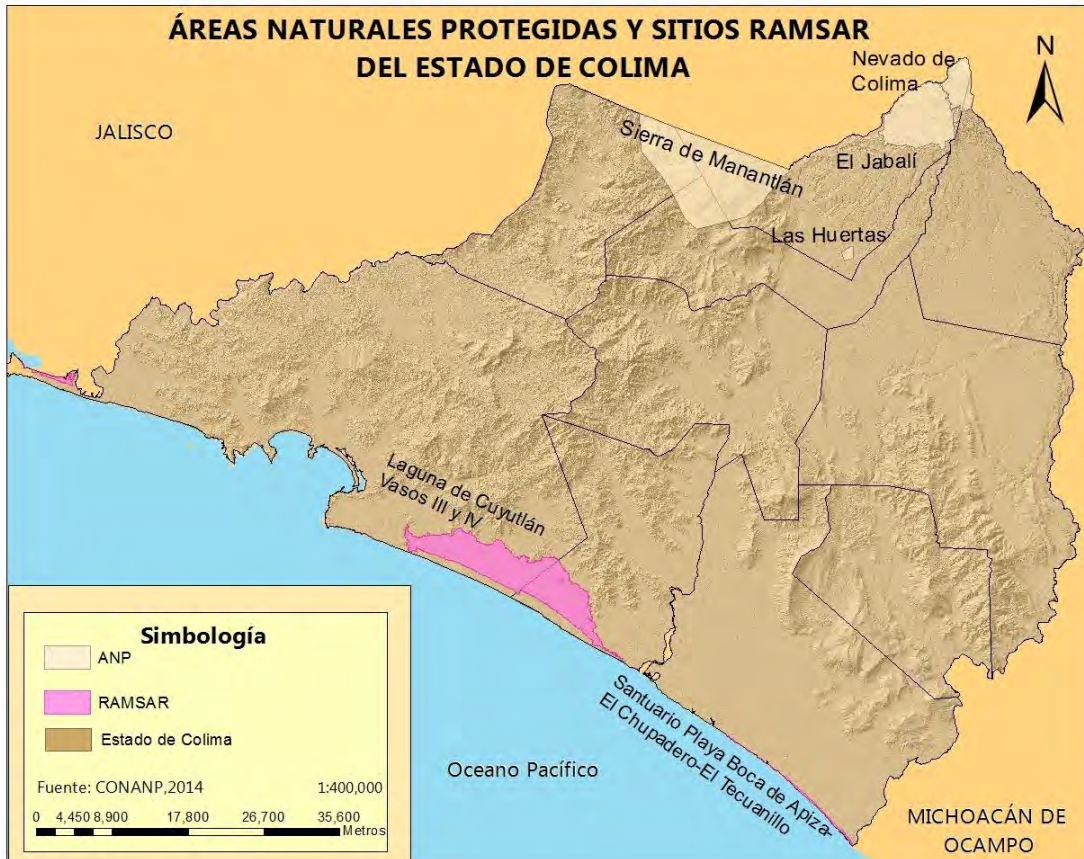 ÁREAS NATURALES PROTEGIDAS Y SITIOS RAMSAR
DEL ESTADO DE COLIMA
N
Nevado de
Colima
JALISCO
Sierra de Manantlán
El Jabalí
Las Huertas
Laguna de Cuyutlán
Vasos III y IV
Santuario Playa Boca de Apiza-
El Chupadero-El Tecuanillo
Oceano Pacífico
MICHOACÁN DE
OCAMPO
Simbología
ANP
RAMSAR
Estado de Colima
Fuente: CONANP,2014 1:400,000
0 4,450 8,900 17,800 26,700 35,600
Metros